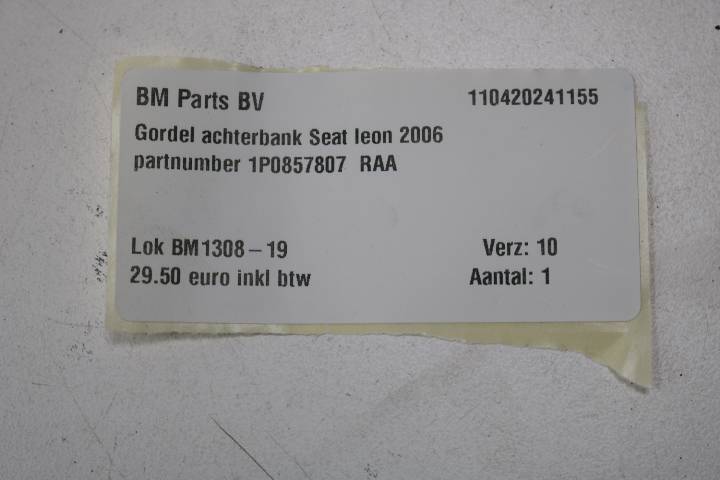 BM Parts BV 110420241155
Gordel achterbank Seat leon 2006
partnumber 1P0857807 RAA
Lok BM1308-19 Verz: 10
29.50 euro inkl btw Aantal: 1